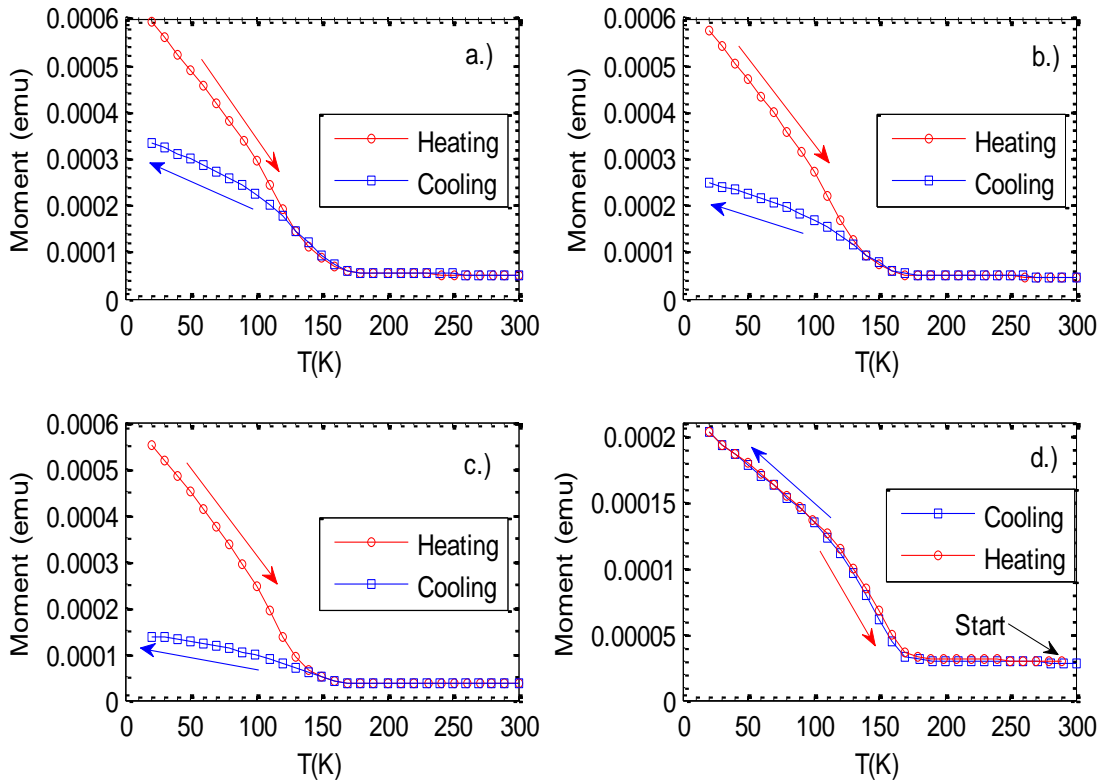 0.0006
0.0005
0.0004
0.0003
0.0002
0.0001
0
Moment (emu)
a.)
Heating
Cooling
0 50 100 150 200 250 300
T(K)
0.0006
0.0005
0.0004
0.0003
0.0002
0.0001
0
Moment (emu)
b.)
Heating
Cooling
0 50 100 150 200 250 300
T(K)
0.0006
0.0005
0.0004
0.0003
0.0002
0.0001
0
Moment (emu)
c.)
Heating
Cooling
0 50 100 150 200 250 300
T(K)
0.0002
0.00015
0.0001
0.00005
0
Moment (emu)
d.)
Cooling
Heating
Start
0 50 100 150 200 250 300
T(K)